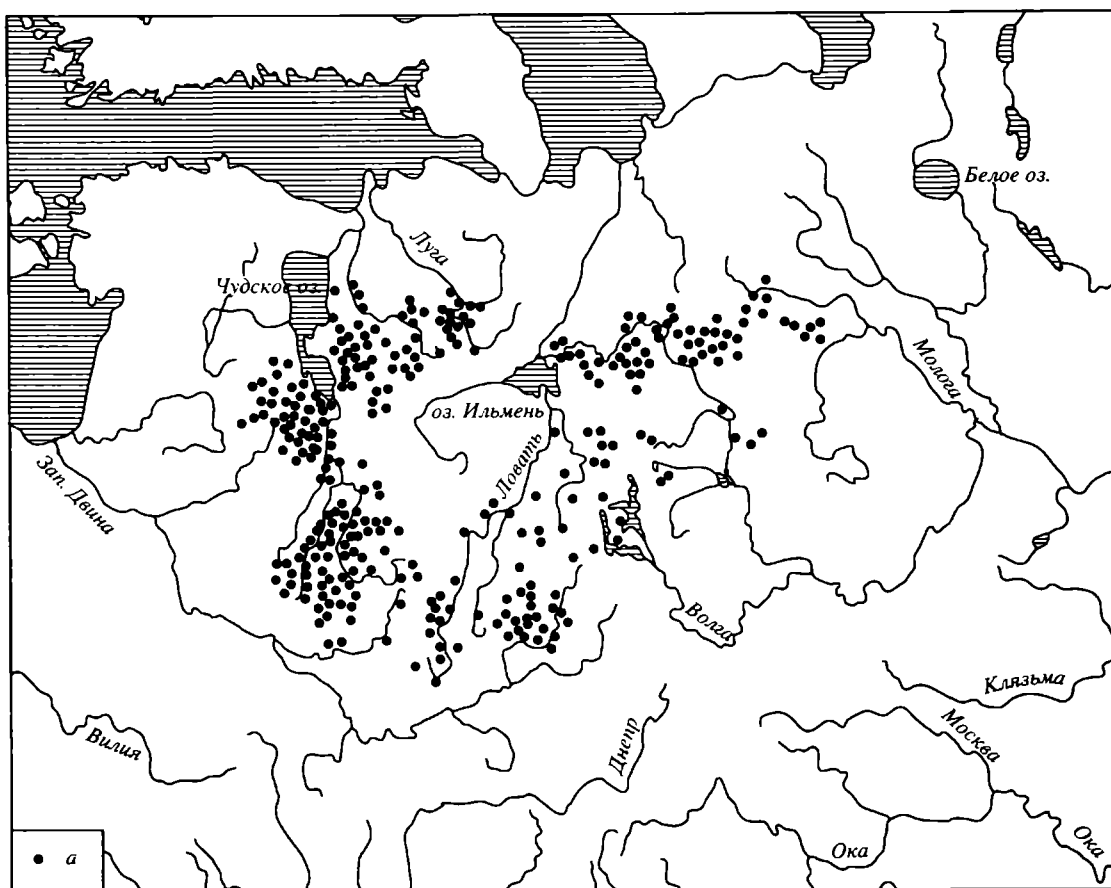 Белое оз.
Луга
Чудское оз.
Молога
оз. Ильмень
Ловать
Зап. Двина
Волга
Клязьма
Москва
Вилия
Днепр
Ока
Ока
а